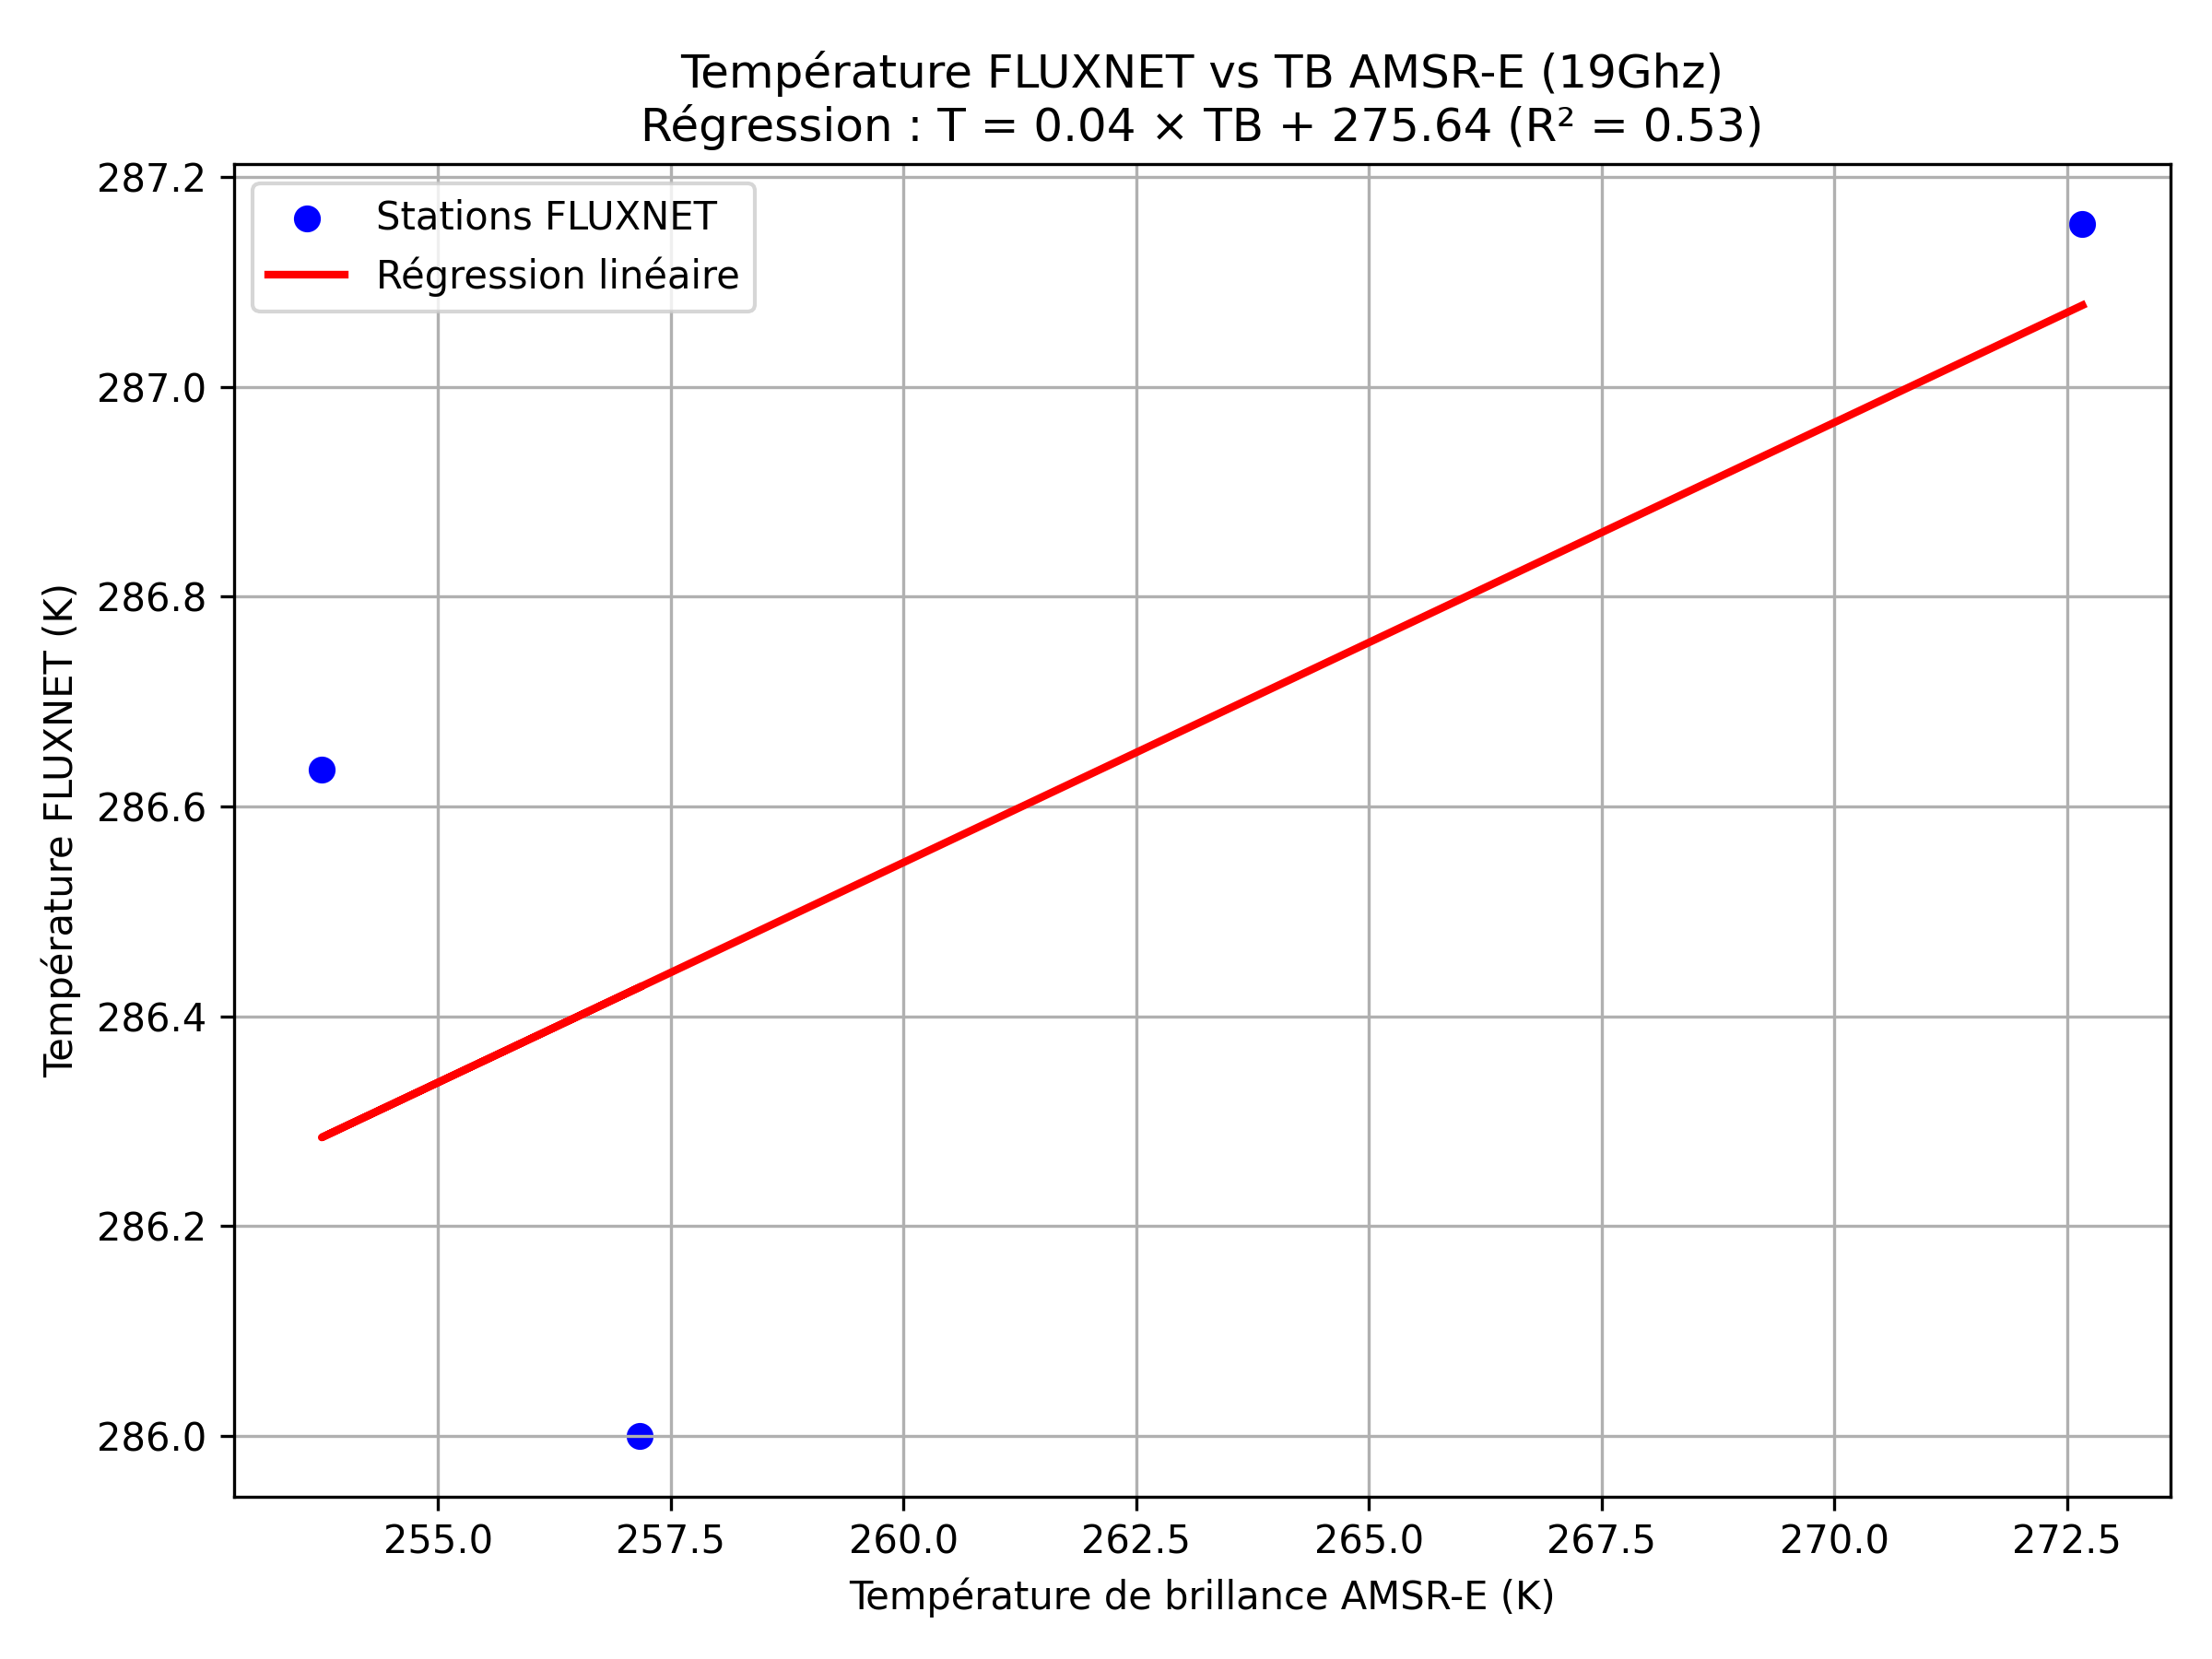 Température FLUXNET vs TB AMSR-E (19Ghz)
Régression : T = 0.04 × TB + 275.64 (R² = 0.53)
Stations FLUXNET
Régression linéaire
287.2
287.0
286.8
286.6
286.4
286.2
286.0
Température FLUXNET (K)
255.0 257.5 260.0 262.5 265.0 267.5 270.0 272.5
Température de brillance AMSR-E (K)